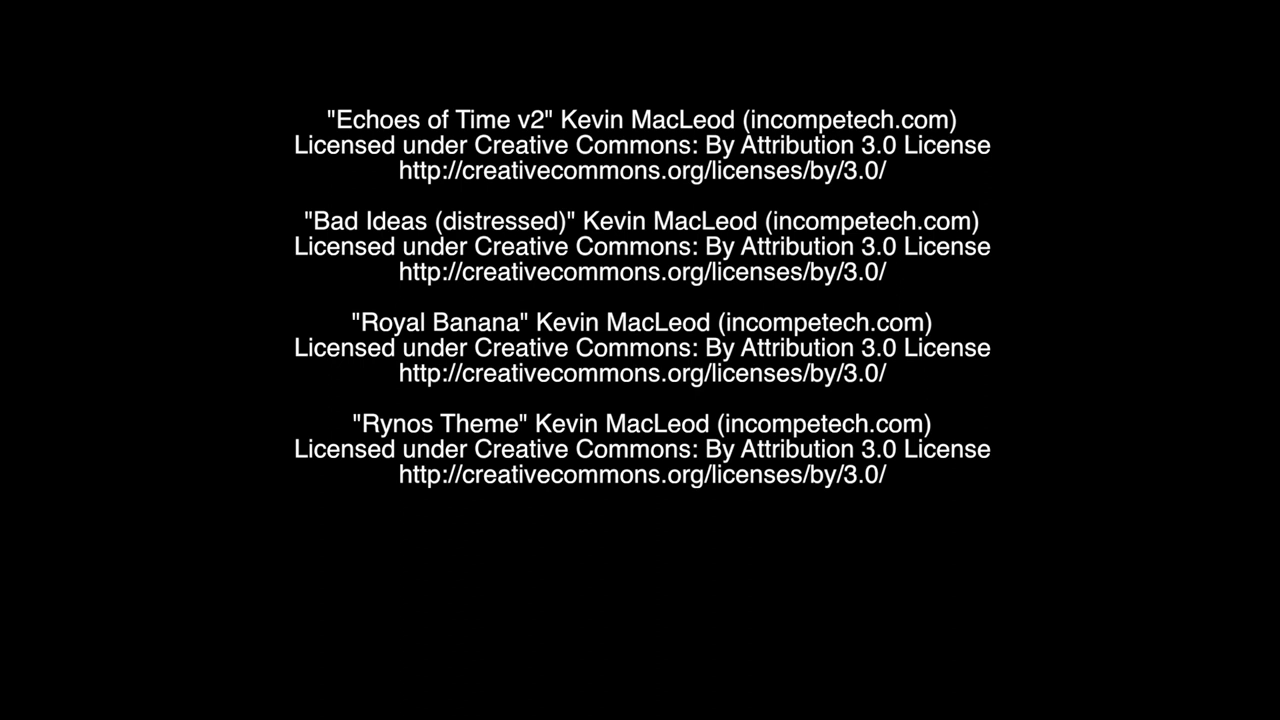 "Echoes of Time v2" Kevin MacLeod (incompetech.com)
Licensed under Creative Commons: By Attribution 3.0 License
http://creativecommons.org/licenses/by/3.0/
"Bad Ideas (distressed)" Kevin MacLeod (incompetech.com)
Licensed under Creative Commons: By Attribution 3.0 License
http://creativecommons.org/licenses/by/3.0/
"Royal Banana" Kevin MacLeod (incompetech.com)
Licensed under Creative Commons: By Attribution 3.0 License
http://creativecommons.org/licenses/by/3.0/
"Rynos Theme" Kevin MacLeod (incompetech.com)
Licensed under Creative Commons: By Attribution 3.0 License
http://creativecommons.org/licenses/by/3.0/